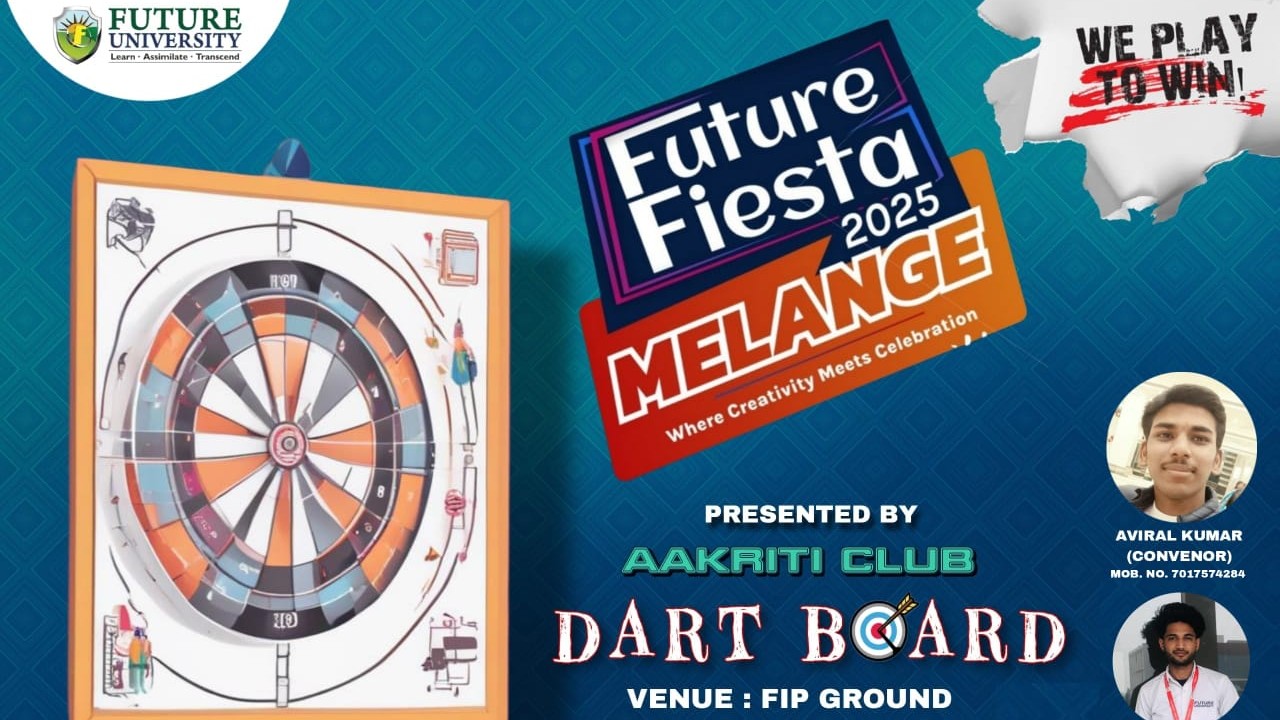 FUTURE
UNIVERSITY
Learn · Assimilate · Transcend
WE PLAY
TO WIN!
Future
Fiesta
2025
MELANGE
Where Creativity Meets Celebration
PRESENTED BY
AAKRITI CLUB
DART BOARD
VENUE : FIP GROUND
AVIRAL KUMAR
(CONVENOR)
MOB. NO. 7017574284